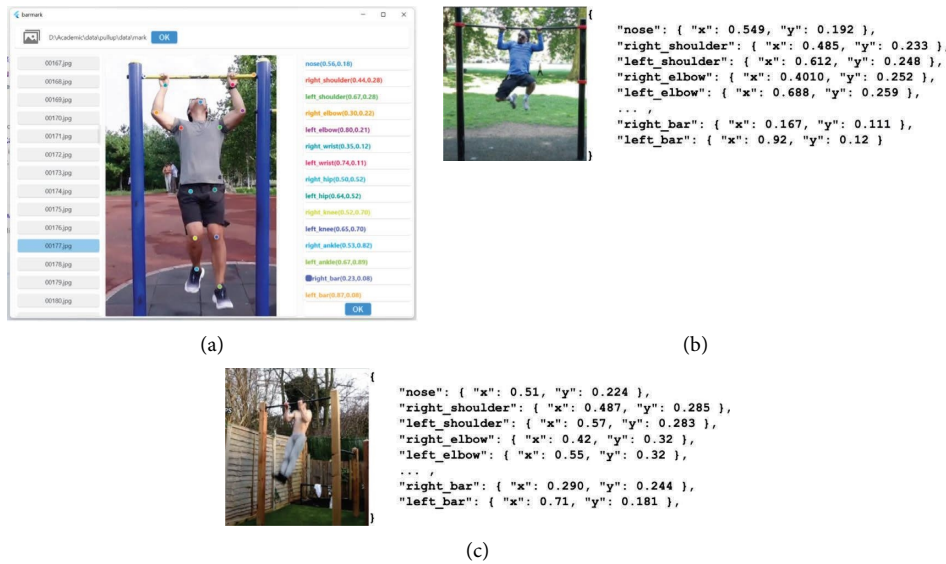 barmark
D:\Academic\data\pullup\data\mark OK
00167.jpg
00168.jpg
00169.jpg
00170.jpg
00171.jpg
00172.jpg
00173.jpg
00174.jpg
00175.jpg
00176.jpg
00177.jpg
00178.jpg
00179.jpg
00180.jpg
nose(0.56,0.18)
right_shoulder(0.44,0.28)
left_shoulder(0.67,0.28)
right_elbow(0.30,0.22)
left_elbow(0.80,0.21)
right_wrist(0.35,0.12)
left_wrist(0.74,0.11)
right_hip(0.50,0.52)
left_hip(0.64,0.52)
right_knee(0.52,0.70)
left_knee(0.65,0.70)
right_ankle(0.53,0.82)
left_ankle(0.67,0.89)
right_bar(0.23,0.08)
left_bar(0.87,0.08)
OK
(a)
{
"nose": { "x": 0.549, "y": 0.192 },
"right_shoulder": { "x": 0.485, "y": 0.233 },
"left_shoulder": { "x": 0.612, "y": 0.248 },
"right_elbow": { "x": 0.4010, "y": 0.252 },
"left_elbow": { "x": 0.688, "y": 0.259 },
... ,
"right_bar": { "x": 0.167, "y": 0.111 },
"left_bar": { "x": 0.92, "y": 0.12 }
}
(b)
{
"nose": { "x": 0.51, "y": 0.224 },
"right_shoulder": { "x": 0.487, "y": 0.285 },
"left_shoulder": { "x": 0.57, "y": 0.283 },
"right_elbow": { "x": 0.42, "y": 0.32 },
"left_elbow": { "x": 0.55, "y": 0.32 },
... ,
"right_bar": { "x": 0.290, "y": 0.244 },
"left_bar": { "x": 0.71, "y": 0.181 },
}
(c)